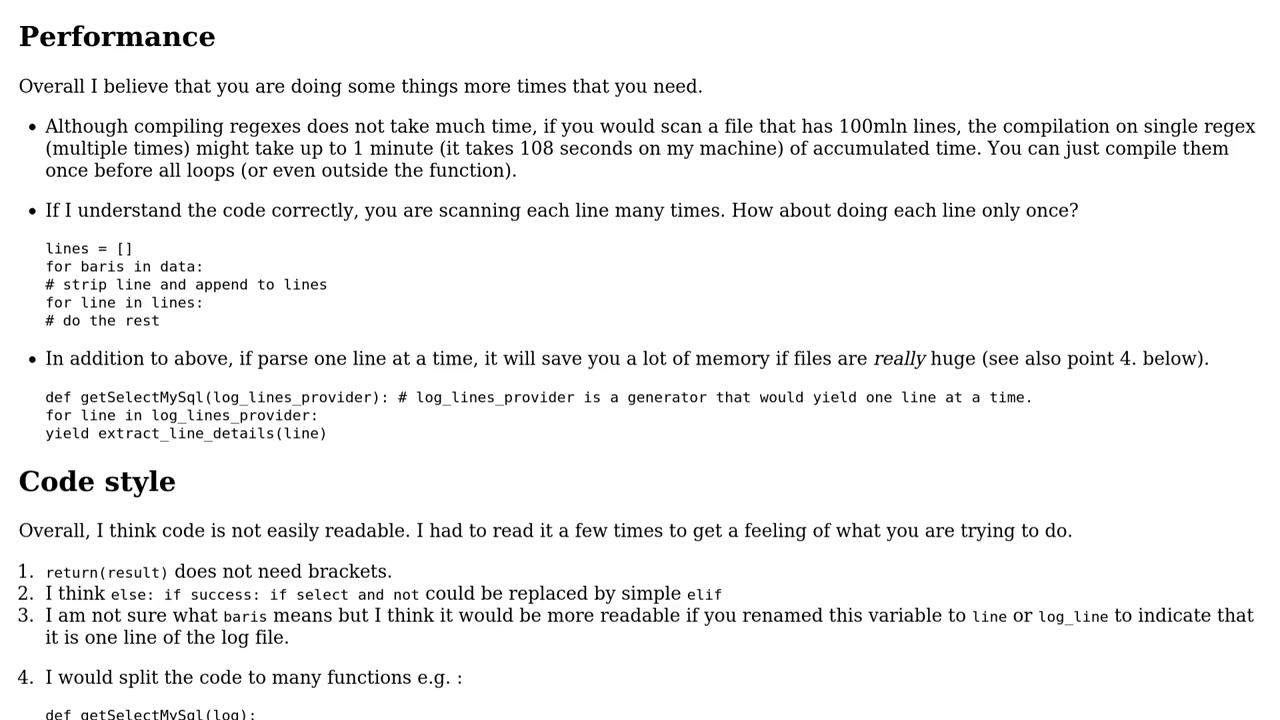 Performance
Overall I believe that you are doing some things more times that you need.
• Although compiling regexes does not take much time, if you would scan a file that has 100mln lines, the compilation on single regex
(multiple times) might take up to 1 minute (it takes 108 seconds on my machine) of accumulated time. You can just compile them
once before all loops (or even outside the function).
• If I understand the code correctly, you are scanning each line many times. How about doing each line only once?
lines = []
for baris in data:
# strip line and append to lines
for line in lines:
# do the rest
• In addition to above, if parse one line at a time, it will save you a lot of memory if files are really huge (see also point 4. below).
def getSelectMySql(log_lines_provider): # log_lines_provider is a generator that would yield one line at a time.
for line in log_lines_provider:
yield extract_line_details(line)
Code style
Overall, I think code is not easily readable. I had to read it a few times to get a feeling of what you are trying to do.
1. return(result) does not need brackets.
2. I think else: if success: if select and not could be replaced by simple elif
3. I am not sure what baris means but I think it would be more readable if you renamed this variable to line or log_line to indicate that
it is one line of the log file.
4. I would split the code to many functions e.g. :
def getSelectMySql(log):